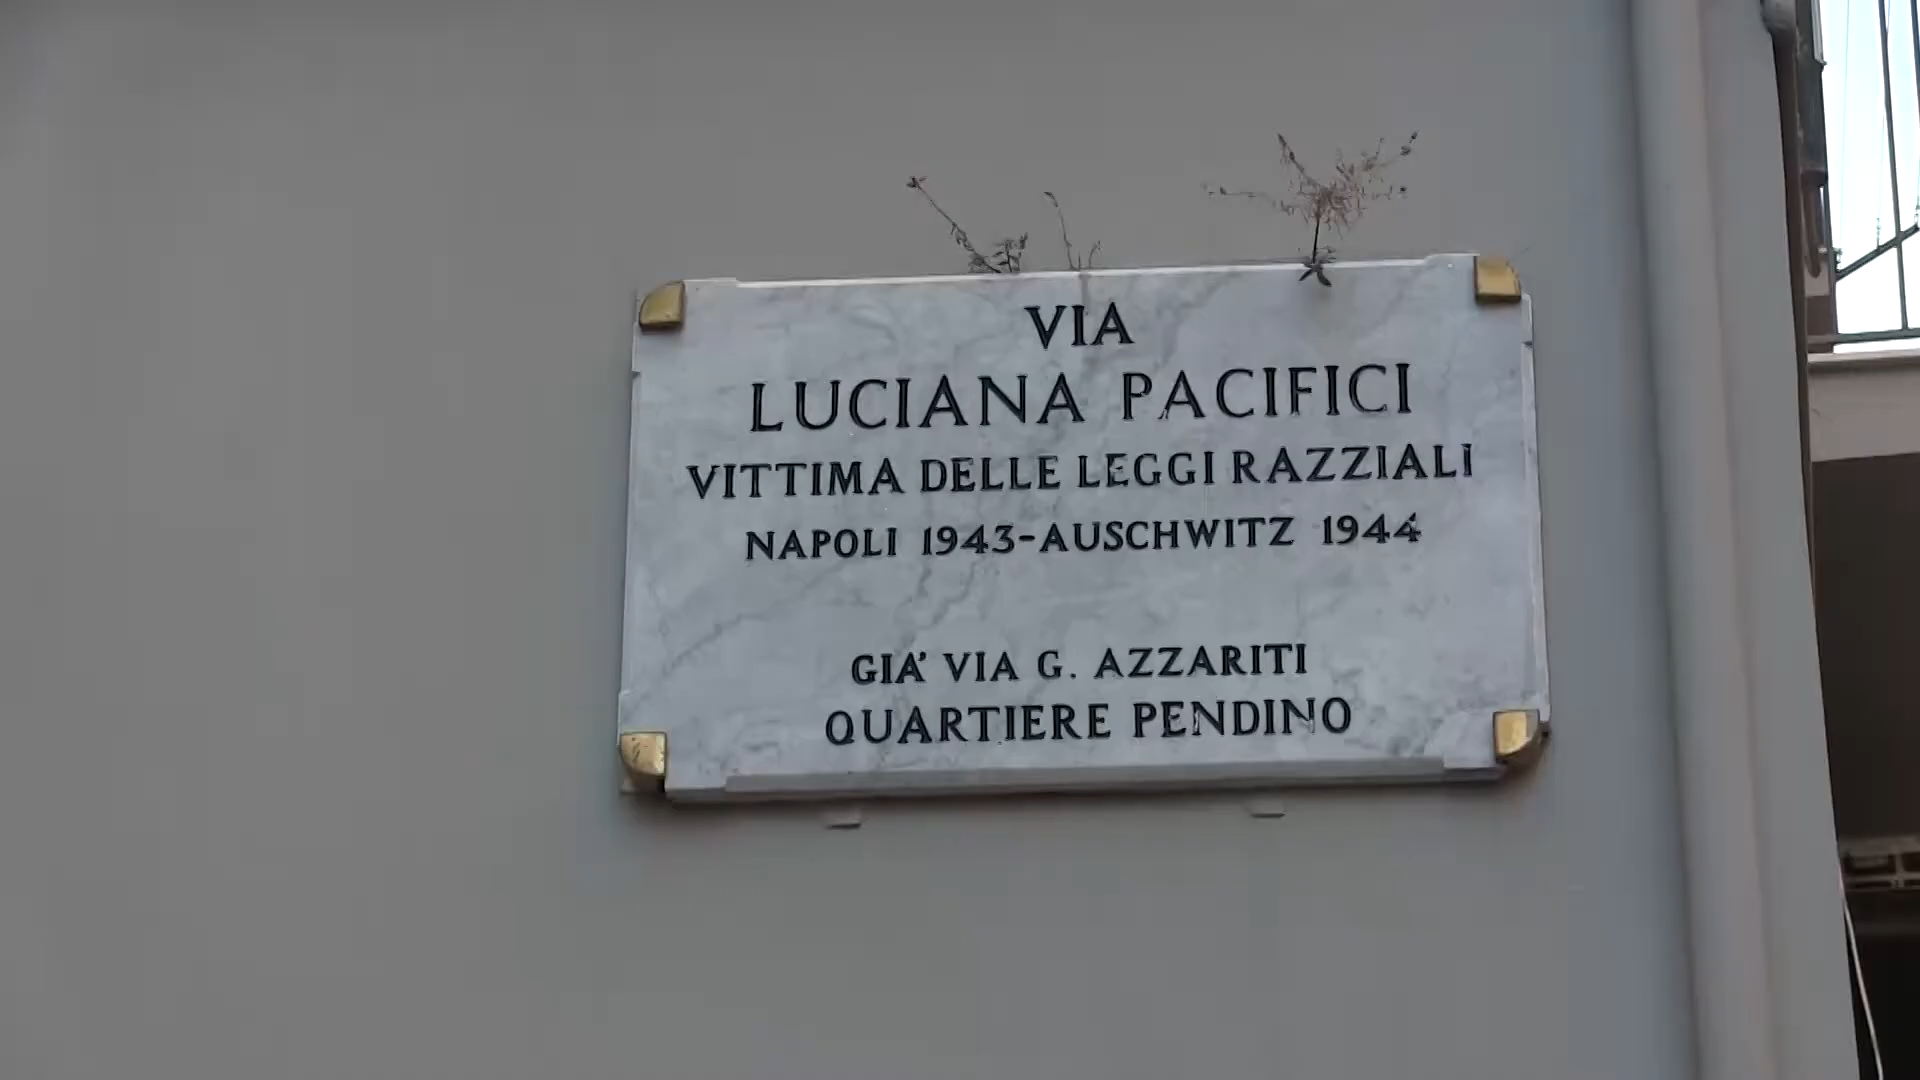 VIA
LUCIANA PACIFICI
VITTIMA DELLE LEGGI RAZZIALI
NAPOLI 1943-AUSCHWITZ 1944
GIA' VIA G. AZZARITI
QUARTIERE PENDINO